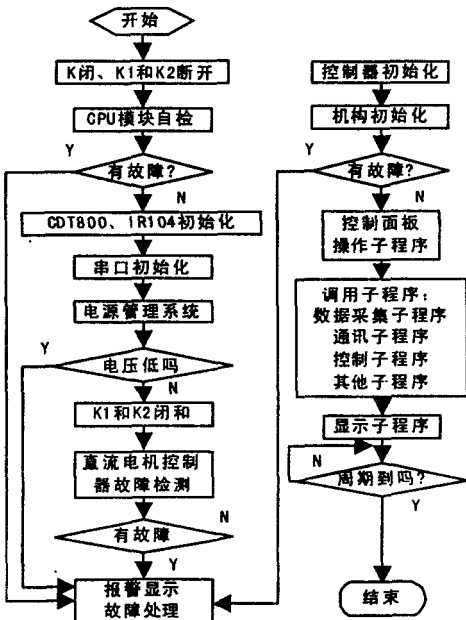 开始
K闭、K1和K2断开
CPU模块自检
Y
有故障?
N
CDT800、IR104初始化
串口初始化
电源管理系统
Y
电压低吗
N
K1和K2闭和
直流电机控制
器故障检测
N
有故障
Y
报警显示
故障处理
控制器初始化
机构初始化
Y
有故障?
N
控制面板
操作子程序
调用子程序:
数据采集子程序
通讯子程序
控制子程序
其他子程序
显示子程序
N
周期到吗?
Y
结束